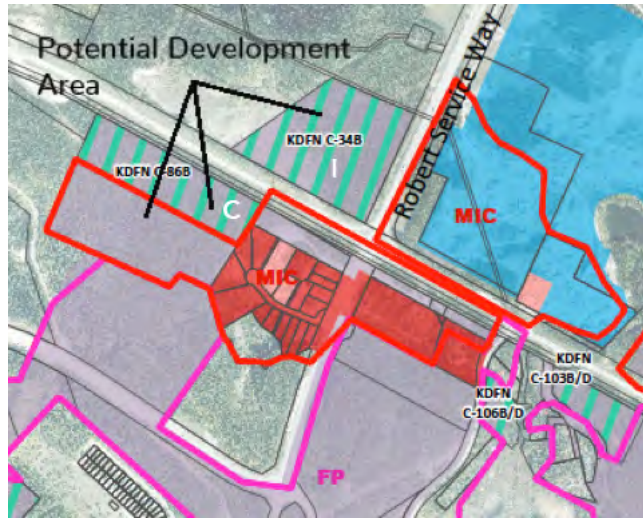 Potential Development
Area
Robert Service Way
KDFN C-34B
I
KDFN C-86B
C
MIC
MIC
KDFN
C-103B/D
KDFN
C-106B/D
FP